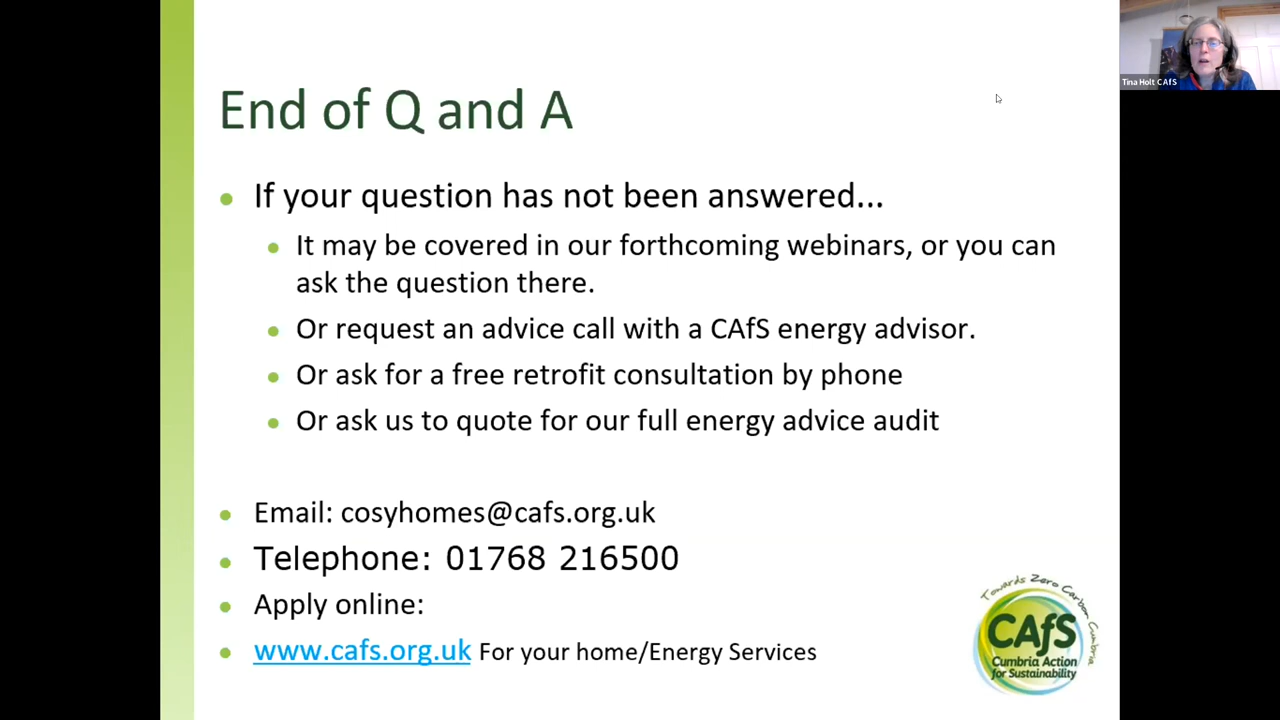 Tina Holt CAfS
End of Q and A
If your question has not been answered...
It may be covered in our forthcoming webinars, or you can
ask the question there.
Or request an advice call with a CAfS energy advisor.
Or ask for a free retrofit consultation by phone
Or ask us to quote for our full energy advice audit
Email: cosyhomes@cafs.org.uk
Telephone: 01768 216500
Apply online:
www.cafs.org.uk For your home/Energy Services
Towards Zero Carbon Cumbria
CAfS
Cumbria Action
for Sustainability